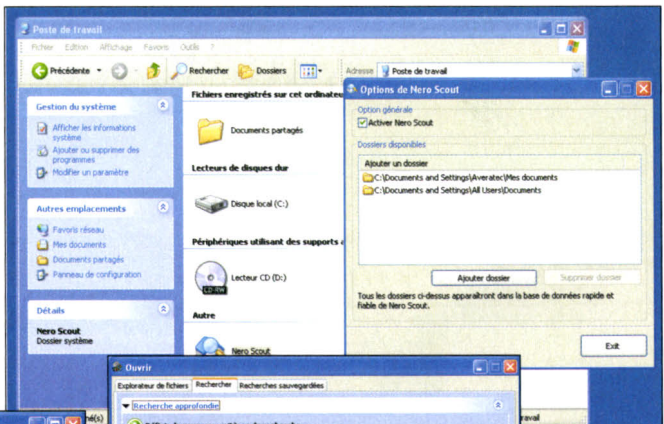 Poste de travail
Fichier Edition Affichage Favoris Outils ?
Précédente Rechercher Dossiers Adresse Poste de travail
Gestion du système
Afficher les informations
système
Ajouter ou supprimer des
programmes
Modifier un paramètre
Autres emplacements
Favoris réseau
Mes documents
Documents partagés
Panneau de configuration
Détails
Nero Scout
Dossier système
Fichiers enregistrés sur cet ordinateu
Documents partagés
Lecteurs de disques dur
Disque local (C:)
Périphériques utilisant des supports a
Lecteur CD (D:)
CD-RW
Autre
Nero Scout
Options de Nero Scout
Option générale
Activer Nero Scout
Dossiers disponibles
Ajouter un dossier
C:\Documents and Settings\Averatec\Mes documents
C:\Documents and Settings\All Users\Documents
Ajouter dossier Supprimer dossier
Tous les dossiers ci-dessus apparaîtront dans la base de données rapide et
fiable de Nero Scout.
Exit
Ouvrir
Explorateur de fichiers Rechercher Recherches sauvegardées
Recherche approfondie
né(s)
ravail